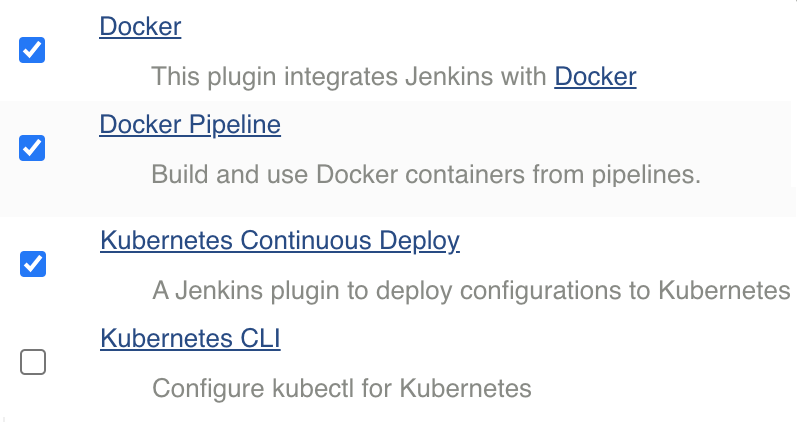 Docker
This plugin integrates Jenkins with Docker
Docker Pipeline
Build and use Docker containers from pipelines.
Kubernetes Continuous Deploy
A Jenkins plugin to deploy configurations to Kubernetes
Kubernetes CLI
Configure kubectl for Kubernetes